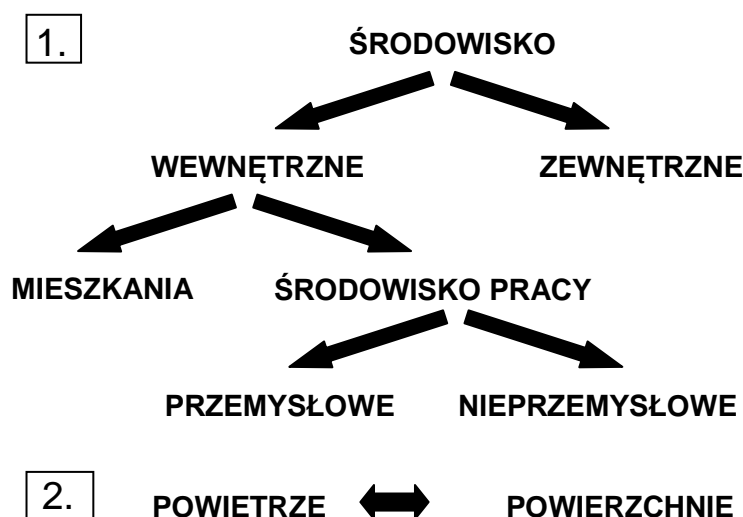 1. ŚRODOWISKO
WEWNĘTRZNE ZEWNĘTRZNE
MIESZKANIA ŚRODOWISKO PRACY
PRZEMYSŁOWE NIEPRZEMYSŁOWE
2. POWIETRZE POWIERZCHNIE